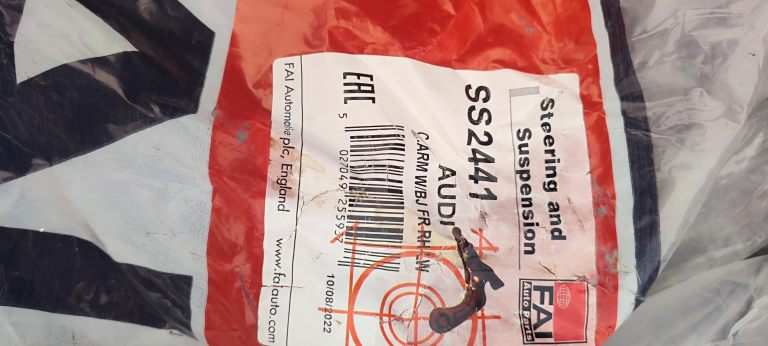 Steering and
Suspension
FAI
Auto Parts
SS2441
AUDI
C.ARM W/BJ FR RH LW
EAC
5 027049 255937
10/08/2022
FAI Automotive plc, England
www.faiauto.com